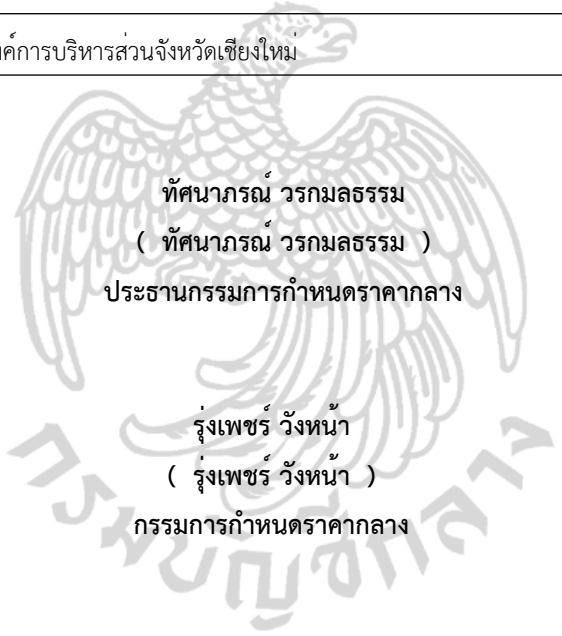 การบริหารส่วนจังหวัดเชียงใหม่
ทัศนาภรณ์ วรกมลธรรม
( ทัศนาภรณ์ วรกมลธรรม )
ประธานกรรมการกำหนดราคากลาง
รุ่งเพชร์ วังหน้า
( รุ่งเพชร์ วังหน้า )
กรรมการกำหนดราคากลาง
กรมบัญชีกลาง